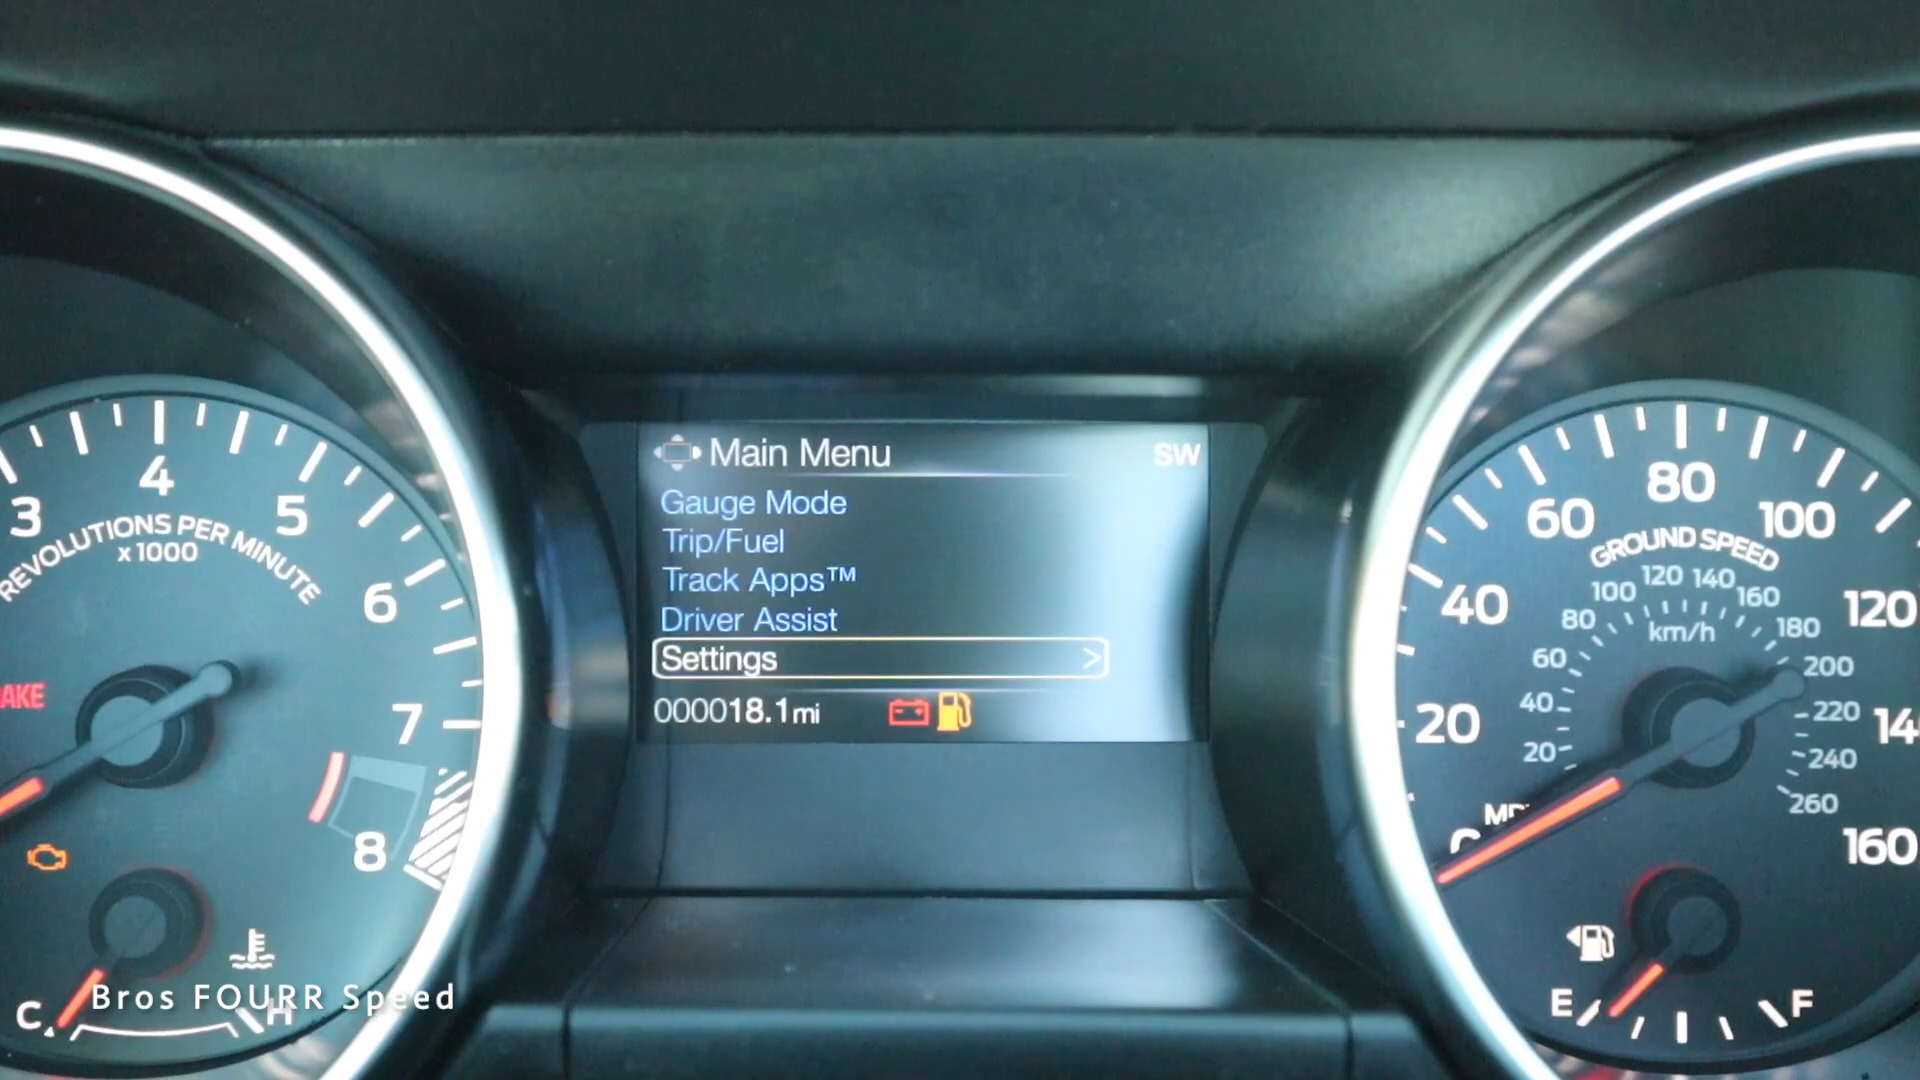 Main Menu
SW
Gauge Mode
Trip/Fuel
Track Apps™
Driver Assist
Settings >
000018.1mi
3
4
5
6
7
8
REVOLUTIONS PER MINUTE
x 1000
AKE
C
H
20
40
60
80
100
120
14
160
GROUND SPEED
km/h
20
40
60
80
100
120
140
160
180
200
220
240
260
E
F
Bros FOURR Speed